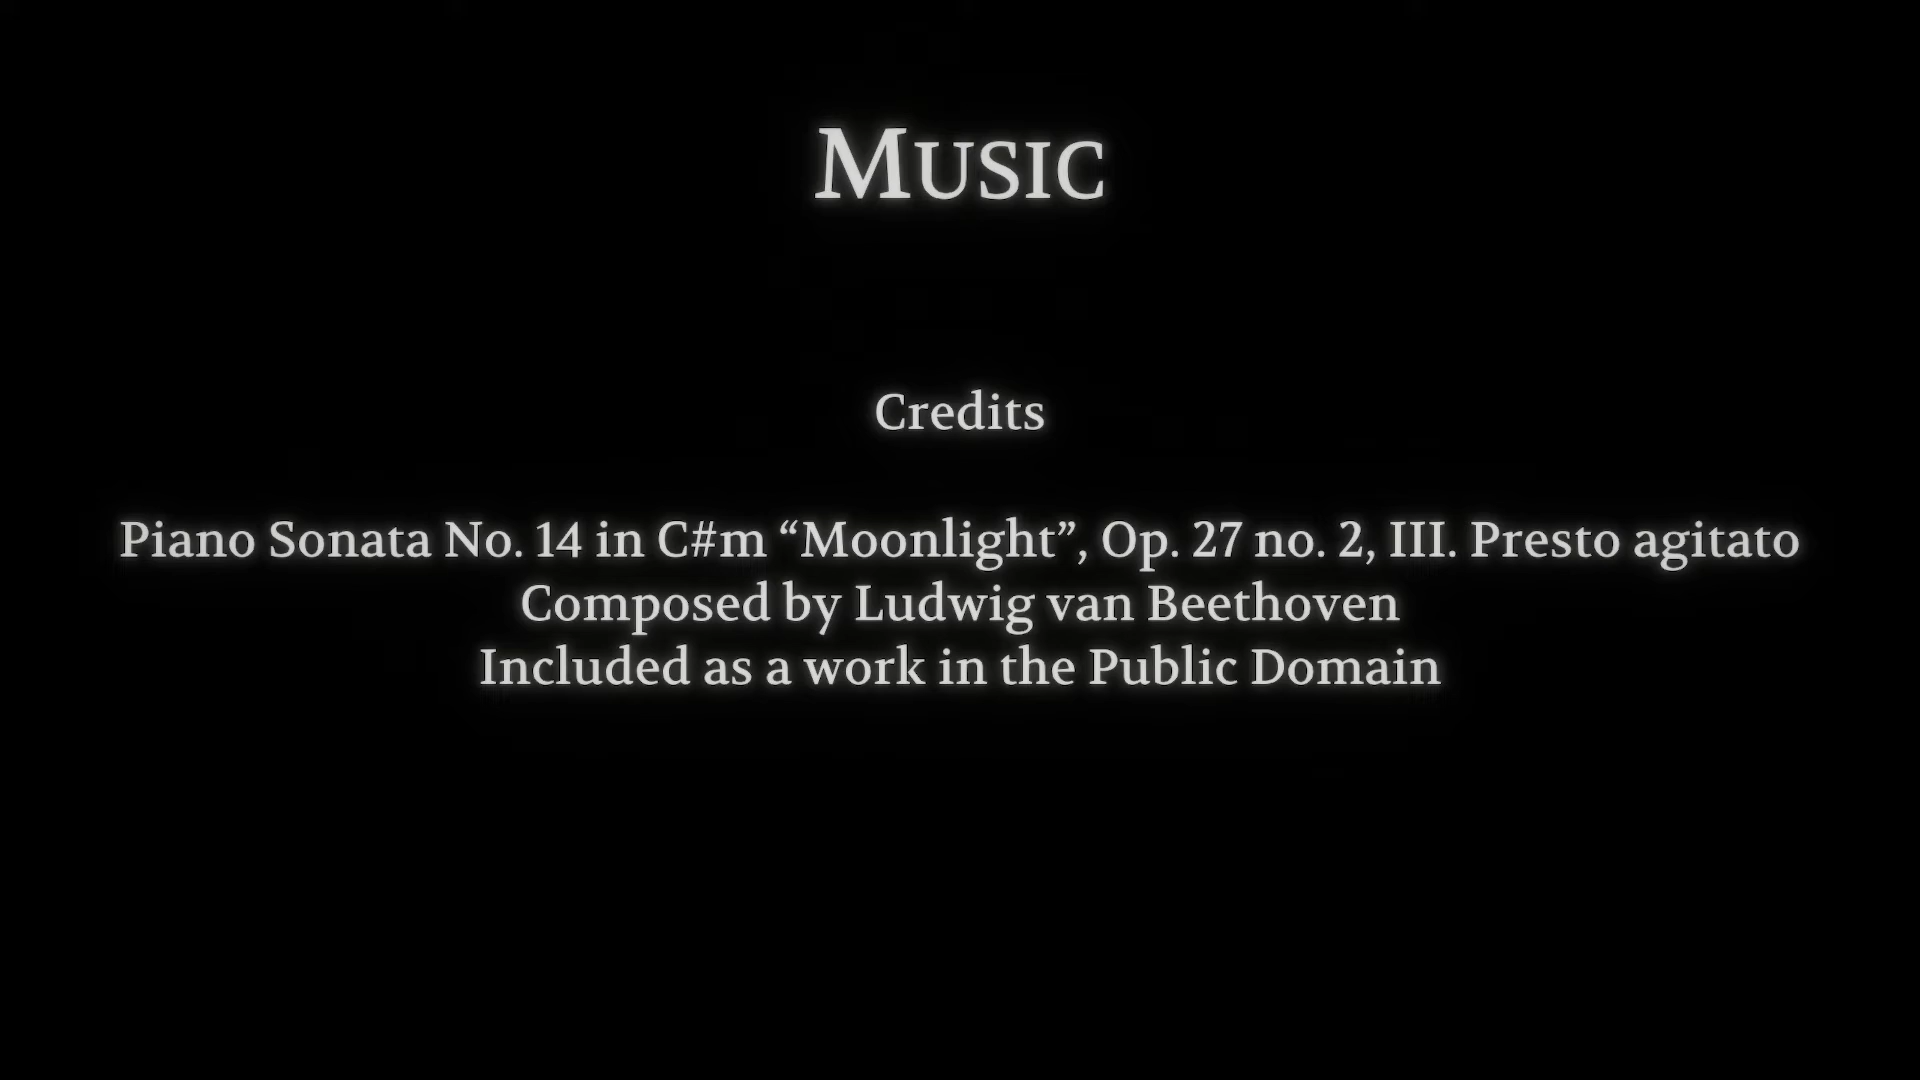 Music
Credits
Piano Sonata No. 14 in C#m “Moonlight”, Op. 27 no. 2, III. Presto agitato
Composed by Ludwig van Beethoven
Included as a work in the Public Domain